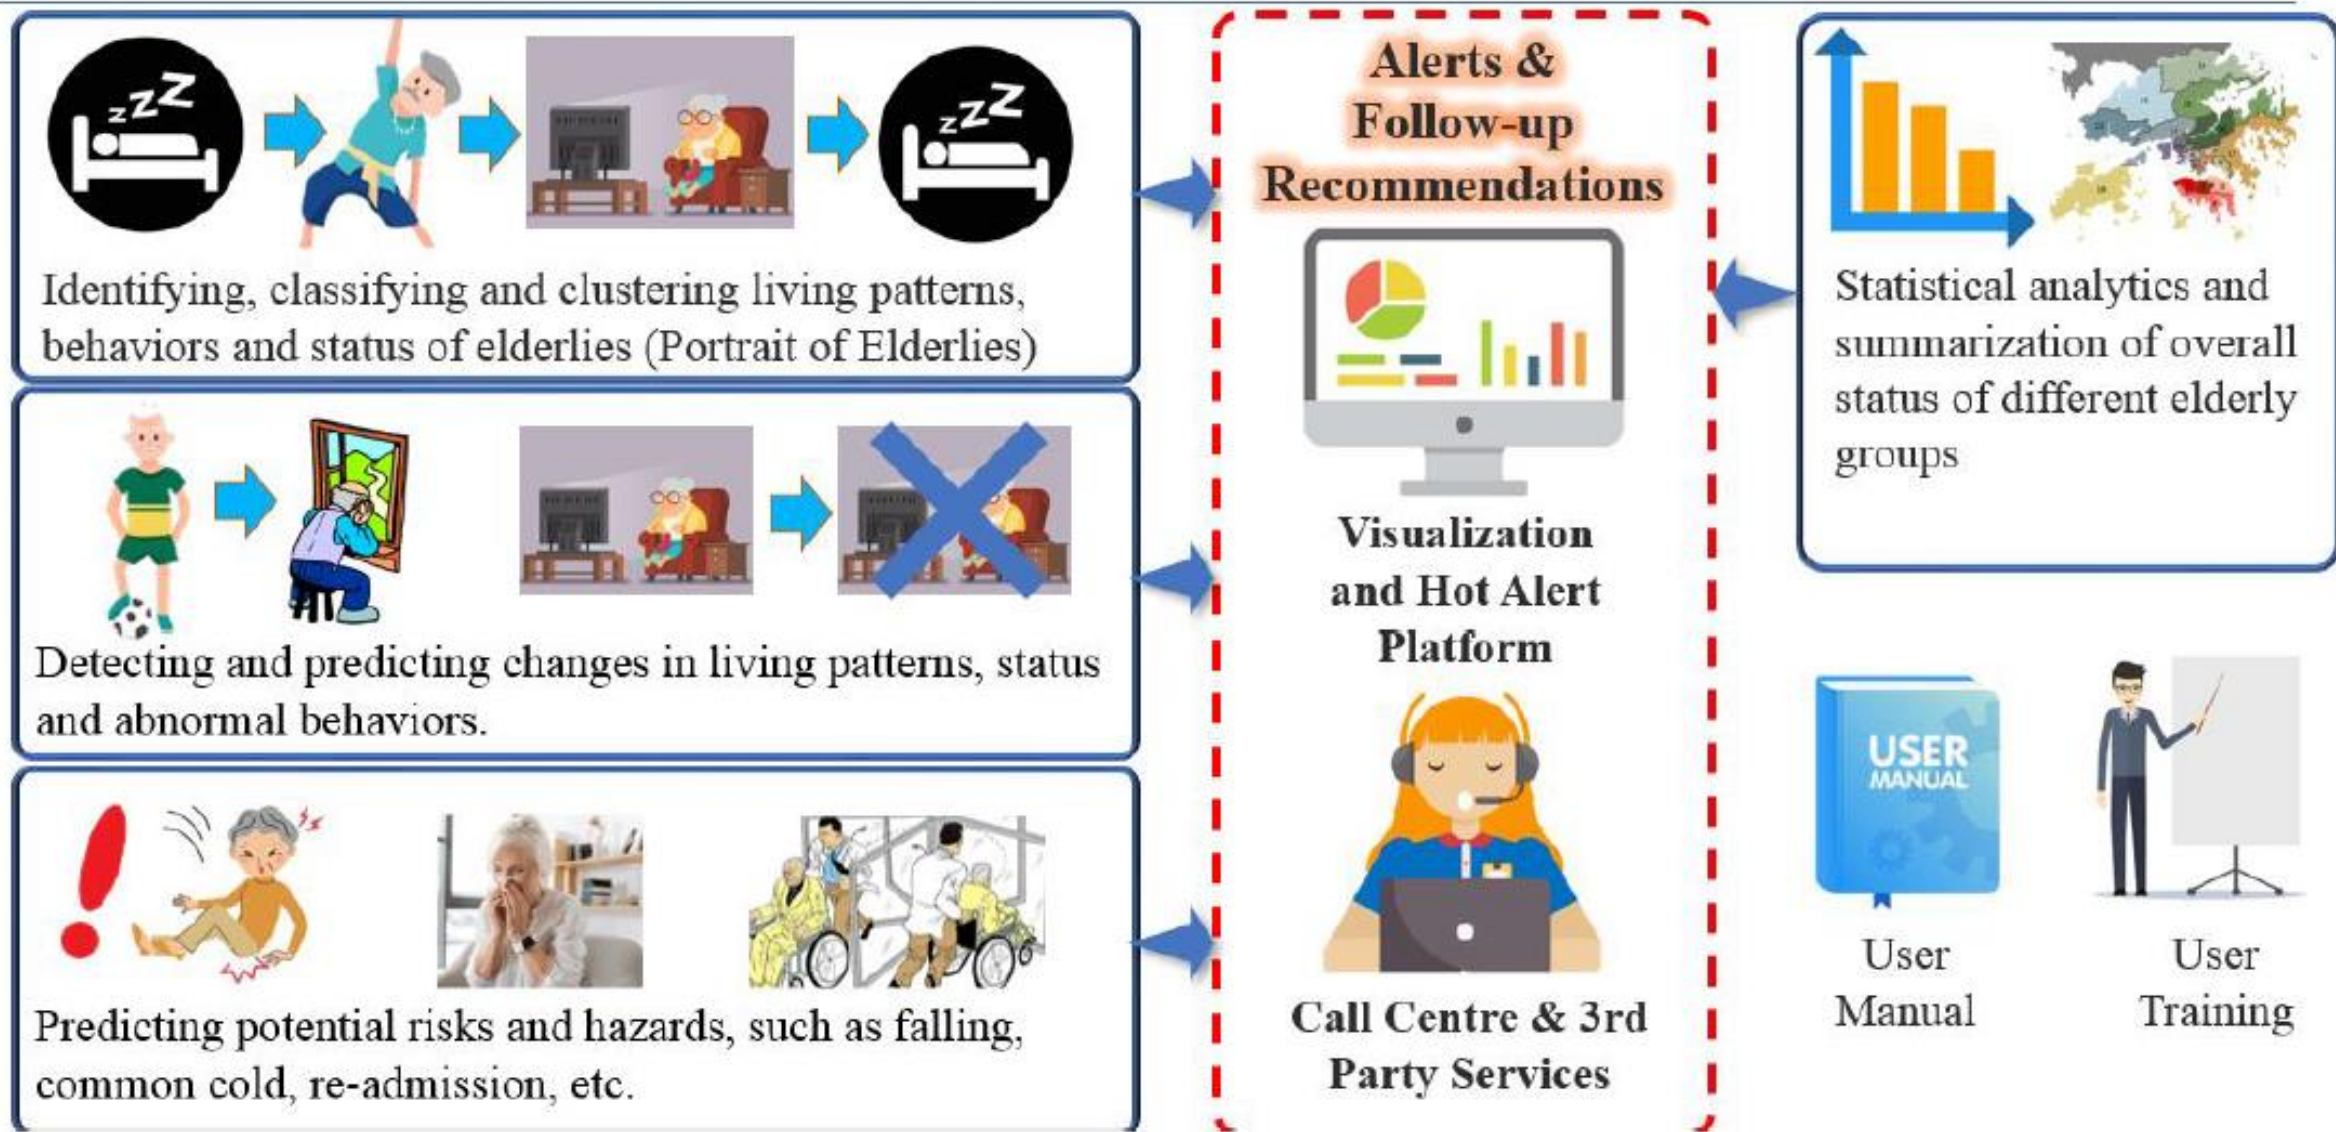 zzZ
zzZ
Identifying, classifying and clustering living patterns,
behaviors and status of elderlies (Portrait of Elderlies)
Detecting and predicting changes in living patterns, status
and abnormal behaviors.
Predicting potential risks and hazards, such as falling,
common cold, re-admission, etc.
Alerts &
Follow-up
Recommendations
Visualization
and Hot Alert
Platform
Call Centre & 3rd
Party Services
Statistical analytics and
summarization of overall
status of different elderly
groups
USER
MANUAL
User
Manual
User
Training